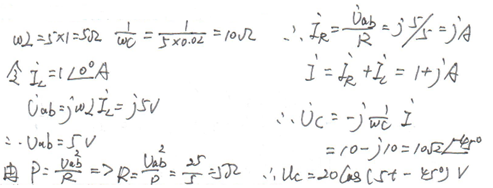 ωL=5×1=5Ω 1/ωC = 1/(5×0.02) = 10Ω
令 İL=1∠0°A
U̇ab=jωLİL=j5V
∴ Uab=5V
由 P=Uab²/R => R=Uab²/P=25/5=5Ω
∴ İR=U̇ab/R=j5/5=jA
İ=İR+İL=1+jA
∴ U̇C=-j 1/ωC İ
=10-j10=10√2∠-45°
∴ UC=20Cos(5t-45°)V